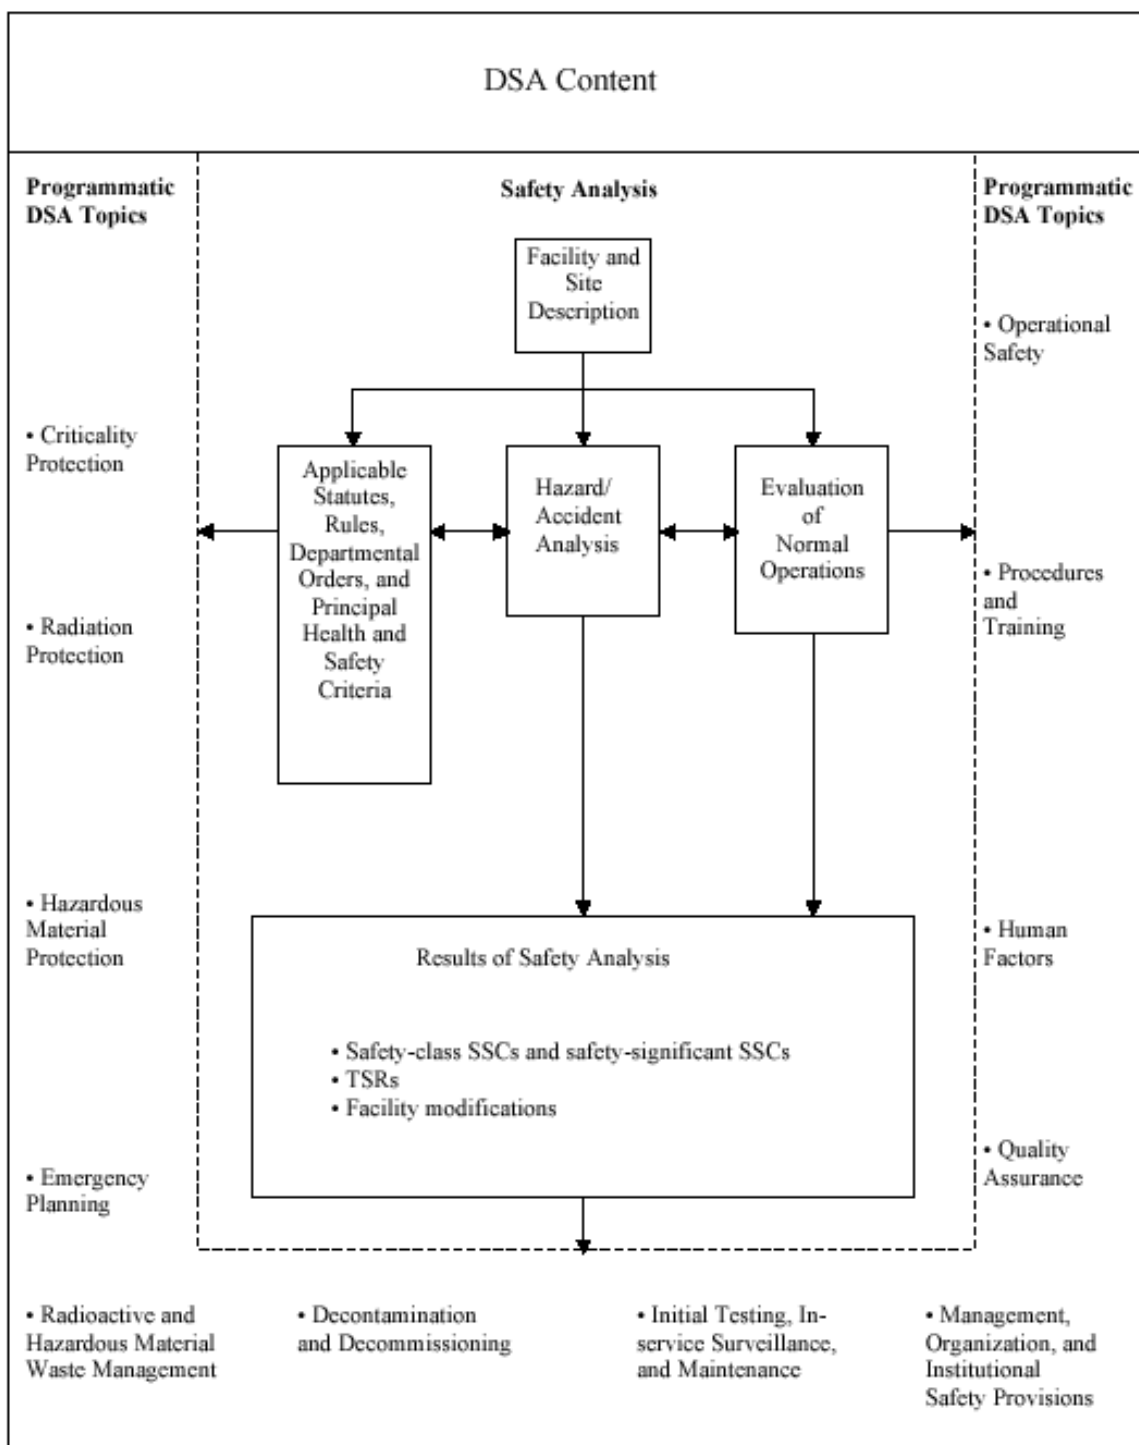 DSA Content
Programmatic
DSA Topics
• Criticality
Protection
• Radiation
Protection
• Hazardous
Material
Protection
• Emergency
Planning
Safety Analysis
Facility and
Site
Description
Applicable
Statutes,
Rules,
Departmental
Orders, and
Principal
Health and
Safety
Criteria
Hazard/
Accident
Analysis
Evaluation
of
Normal
Operations
Results of Safety Analysis
• Safety-class SSCs and safety-significant SSCs
• TSRs
• Facility modifications
Programmatic
DSA Topics
• Operational
Safety
• Procedures
and
Training
• Human
Factors
• Quality
Assurance
• Radioactive and
Hazardous Material
Waste Management
• Decontamination
and Decommissioning
• Initial Testing, In-
service Surveillance,
and Maintenance
• Management,
Organization, and
Institutional
Safety Provisions